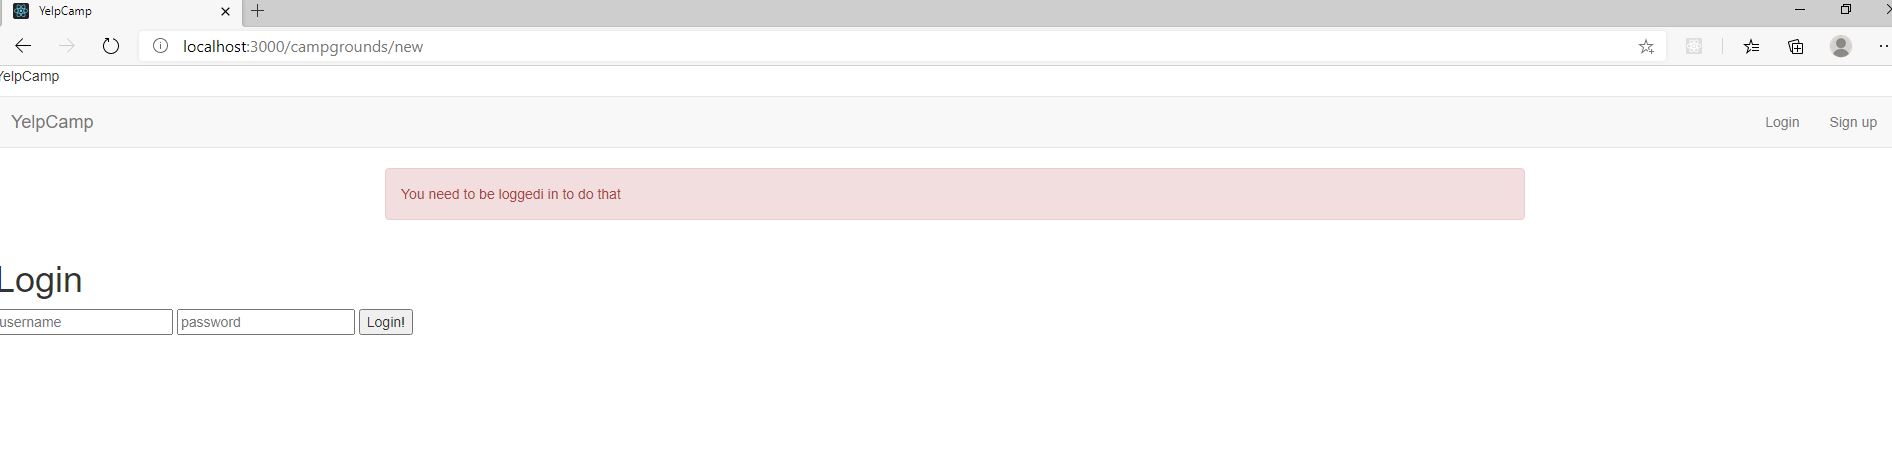 YelpCamp
localhost:3000/campgrounds/new
YelpCamp
YelpCamp Login Sign up
You need to be loggedi in to do that
Login
username password Login!